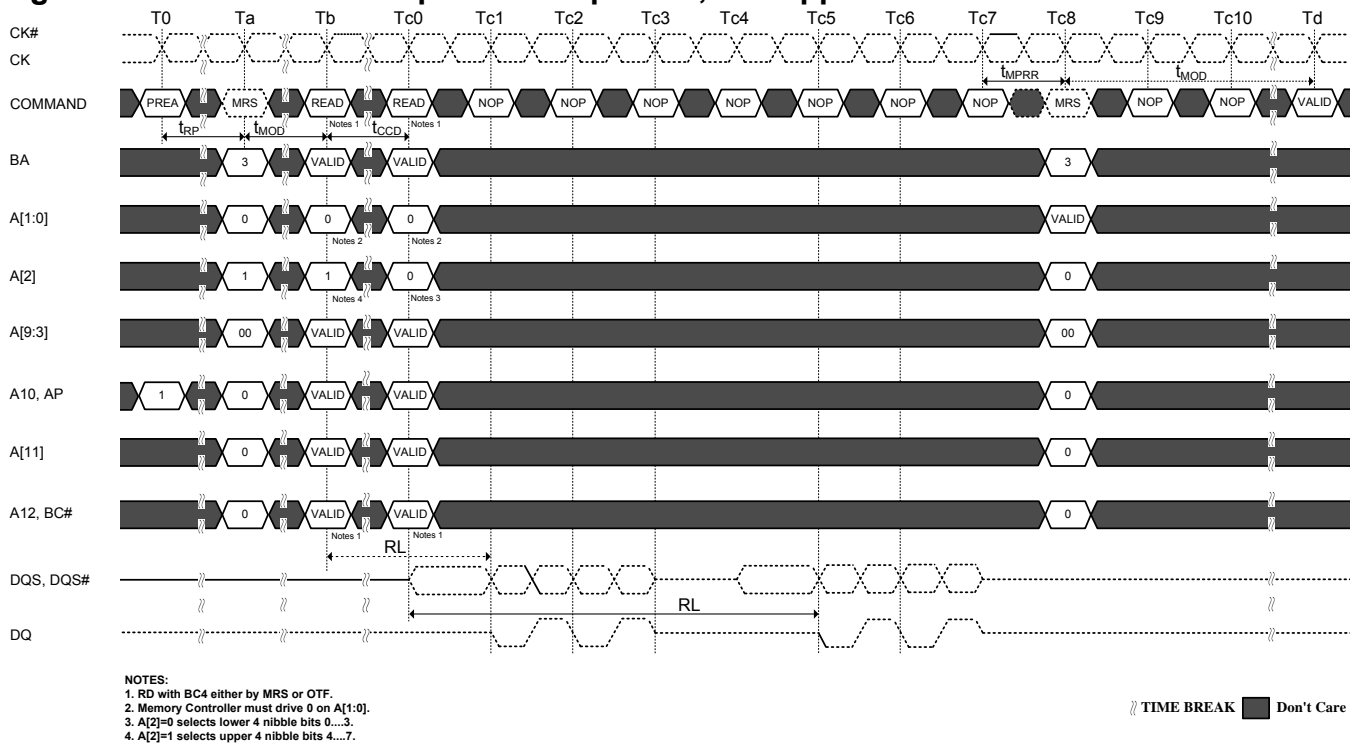 T0 Ta Tb Tc0 Tc1 Tc2 Tc3 Tc4 Tc5 Tc6 Tc7 Tc8 Tc9 Tc10 Td
CK#
CK
tMPRR tMOD
COMMAND PREA MRS READ READ NOP NOP NOP NOP NOP NOP NOP MRS NOP NOP VALID
Notes 1 Notes 1
tRP tMOD tCCD
BA 3 VALID VALID 3
A[1:0] 0 0 0 VALID
Notes 2 Notes 2
A[2] 1 1 0 0
Notes 4 Notes 3
A[9:3] 00 VALID VALID 00
A10, AP 1 0 VALID VALID 0
A[11] 0 VALID VALID 0
A12, BC# 0 VALID VALID 0
Notes 1 Notes 1
RL
DQS, DQS#
RL
DQ
NOTES:
1. RD with BC4 either by MRS or OTF.
2. Memory Controller must drive 0 on A[1:0].
3. A[2]=0 selects lower 4 nibble bits 0....3.
4. A[2]=1 selects upper 4 nibble bits 4....7.
TIME BREAK Don't Care